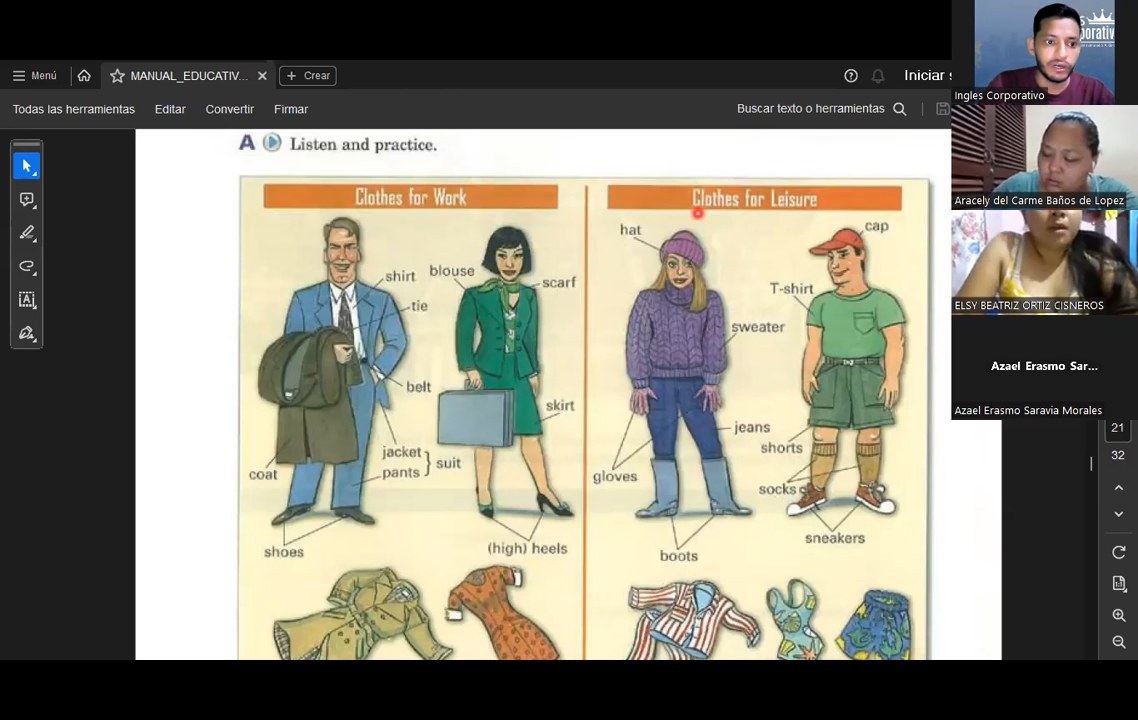 Menú
MANUAL_EDUCATIV...
Crear
Iniciar s
Todas las herramientas
Editar
Convertir
Firmar
Buscar texto o herramientas
A Listen and practice.
Clothes for Work
Clothes for Leisure
shirt
blouse
scarf
tie
belt
skirt
jacket
pants
suit
coat
shoes
(high) heels
hat
cap
T-shirt
sweater
jeans
shorts
gloves
socks
sneakers
boots
orporativ
Ingles Corporativo
Aracely del Carme Baños de Lopez
ELSY BEATRIZ ORTIZ CISNEROS
Azael Erasmo Sar...
Azael Erasmo Saravia Morales
21
32